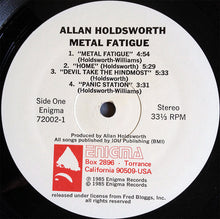 ALLAN HOLDSWORTH
METAL FATIGUE
1. "METAL FATIGUE" 4:54
(Holdsworth-Williams)
2. "HOME" (Holdsworth) 5:29
3. "DEVIL TAKE THE HINDMOST" 5:33
(Holdsworth)
4. "PANIC STATION" 3:31
(Holdsworth-Williams)
Side One
Enigma
72002-1
Stereo
33⅓ RPM
Produced by Allan Holdsworth
All songs published by (BMI)
ENIGMA
Box 2896 · Torrance
California 90509-USA
℗ 1985 Enigma Records
© 1985 Enigma Records
released under license from Fred Bloggs, Inc.